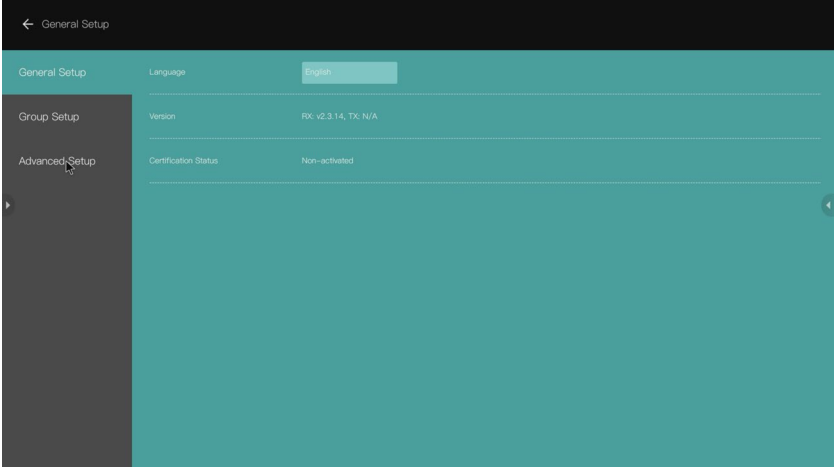 General Setup
General Setup
Language
English
Group Setup
Version
RX: v2.3.14, TX: N/A
Advanced Setup
Certification Status
Non-activated